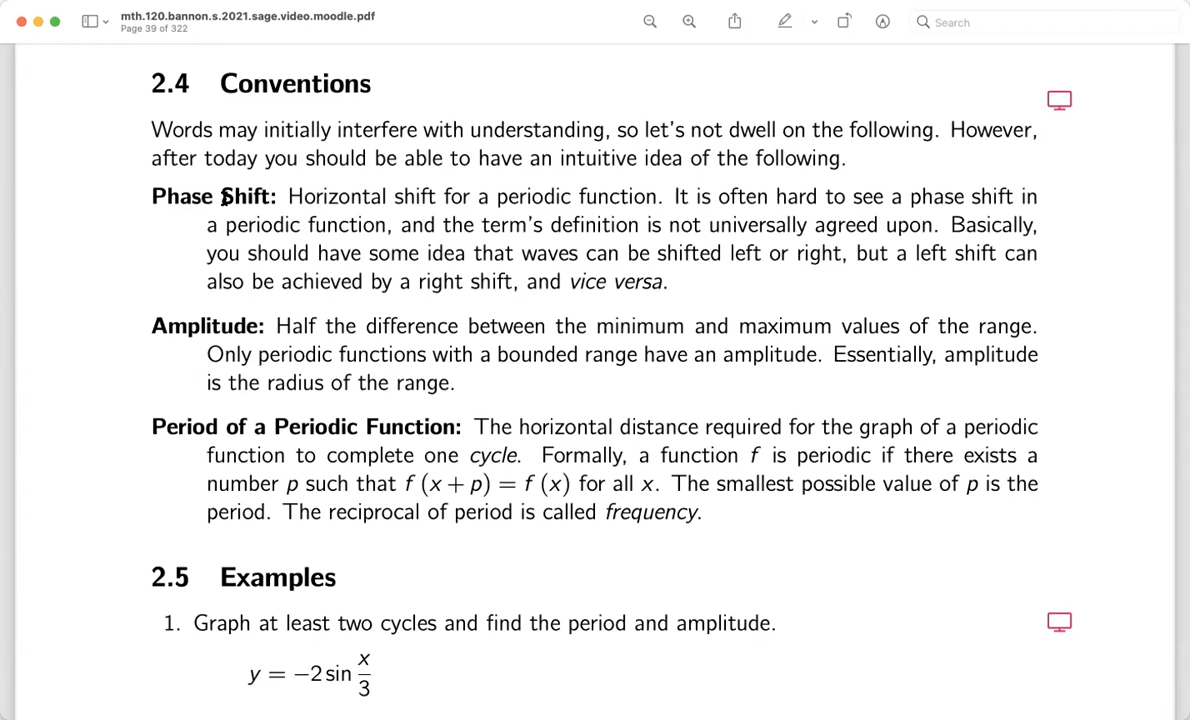 mth.120.bannon.s.2021.sage.video.moodle.pdf
Page 39 of 322
Search
2.4 Conventions
Words may initially interfere with understanding, so let's not dwell on the following. However,
after today you should be able to have an intuitive idea of the following.
Phase Shift: Horizontal shift for a periodic function. It is often hard to see a phase shift in
a periodic function, and the term's definition is not universally agreed upon. Basically,
you should have some idea that waves can be shifted left or right, but a left shift can
also be achieved by a right shift, and vice versa.
Amplitude: Half the difference between the minimum and maximum values of the range.
Only periodic functions with a bounded range have an amplitude. Essentially, amplitude
is the radius of the range.
Period of a Periodic Function: The horizontal distance required for the graph of a periodic
function to complete one cycle. Formally, a function f is periodic if there exists a
number p such that f (x + p) = f (x) for all x. The smallest possible value of p is the
period. The reciprocal of period is called frequency.
2.5 Examples
1. Graph at least two cycles and find the period and amplitude.
y = −2 sin x/3